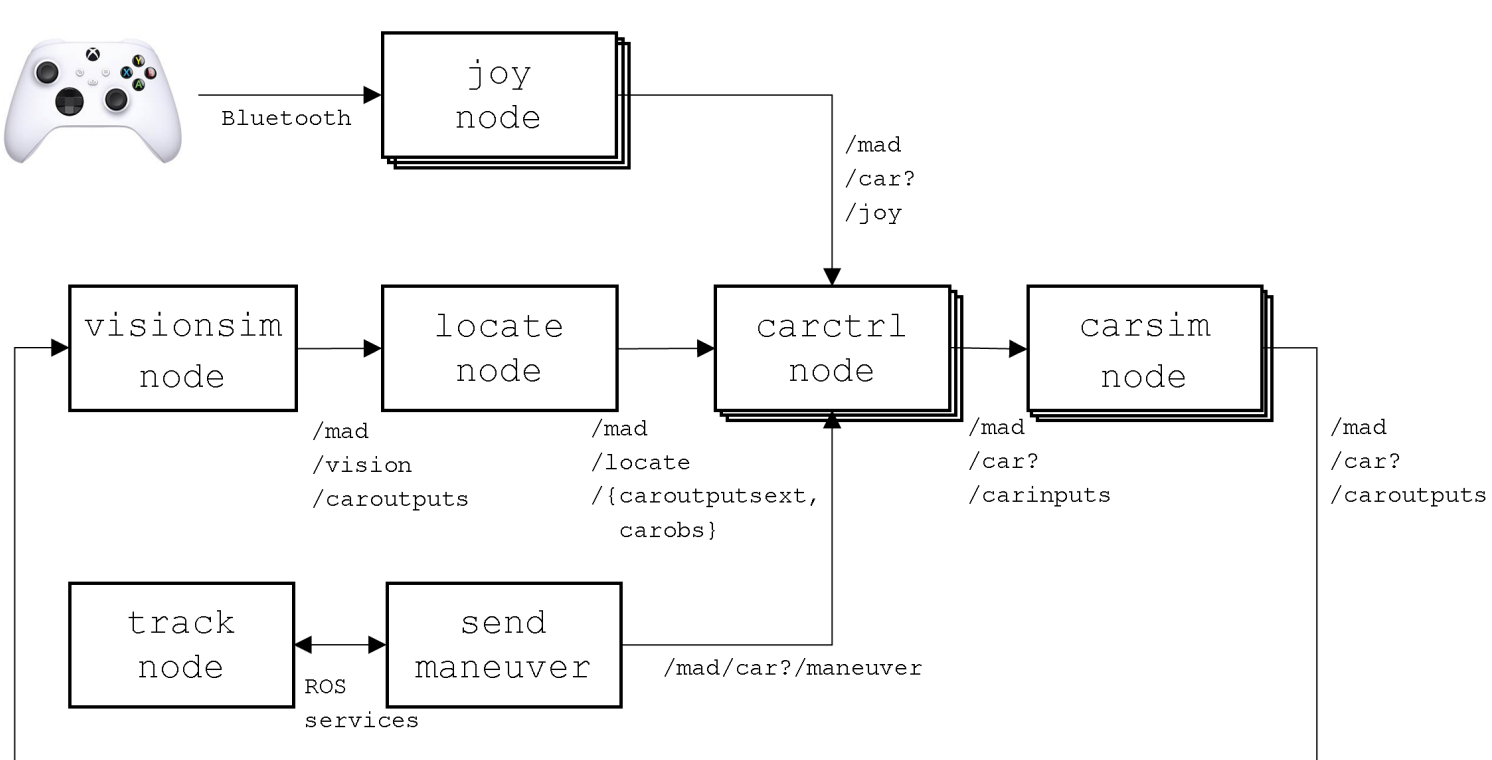 Y
X
B
A
Bluetooth
joy
node
/mad
/car?
/joy
visionsim
node
locate
node
carctrl
node
carsim
node
/mad
/vision
/caroutputs
/mad
/locate
/{caroutputsext,
carobs}
/mad
/car?
/carinputs
/mad
/car?
/caroutputs
track
node
send
maneuver
ROS
services
/mad/car?/maneuver